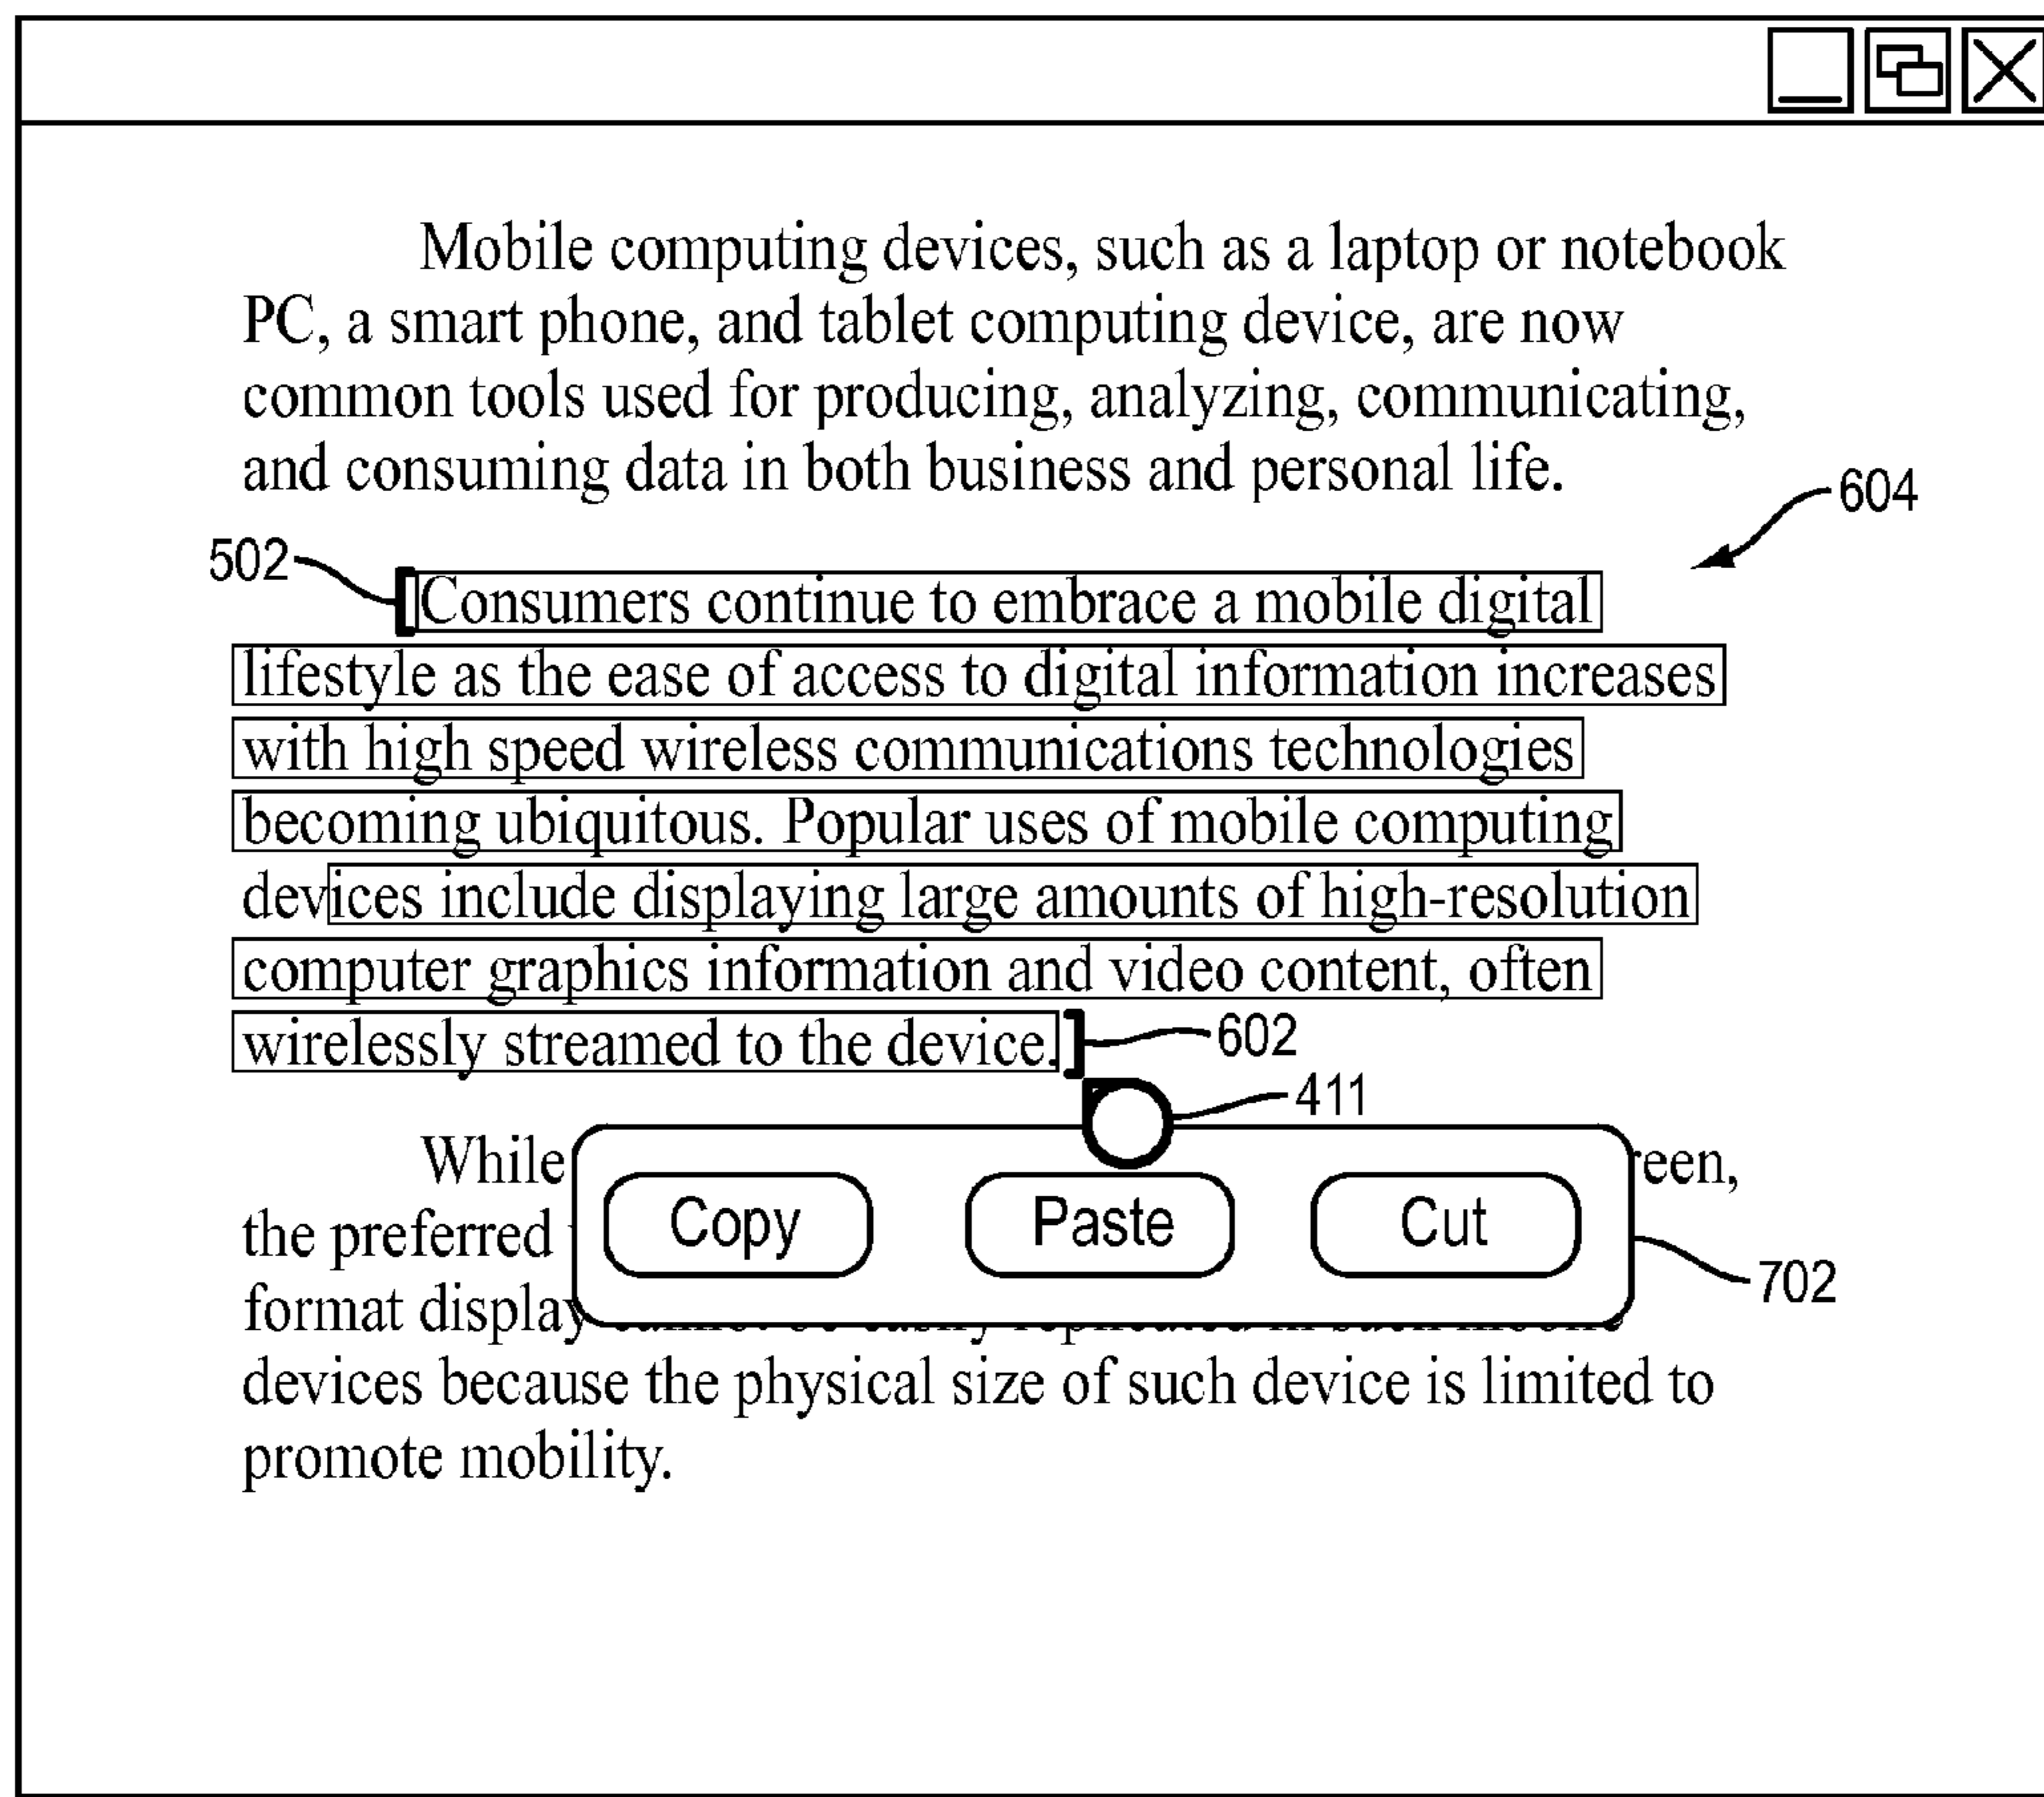 Mobile computing devices, such as a laptop or notebook
PC, a smart phone, and tablet computing device, are now
common tools used for producing, analyzing, communicating,
and consuming data in both business and personal life.
604
502
Consumers continue to embrace a mobile digital
lifestyle as the ease of access to digital information increases
with high speed wireless communications technologies
becoming ubiquitous. Popular uses of mobile computing
devices include displaying large amounts of high-resolution
computer graphics information and video content, often
wirelessly streamed to the device.
602
411
While een,
Copy Paste Cut
the preferred
702
format display
devices because the physical size of such device is limited to
promote mobility.